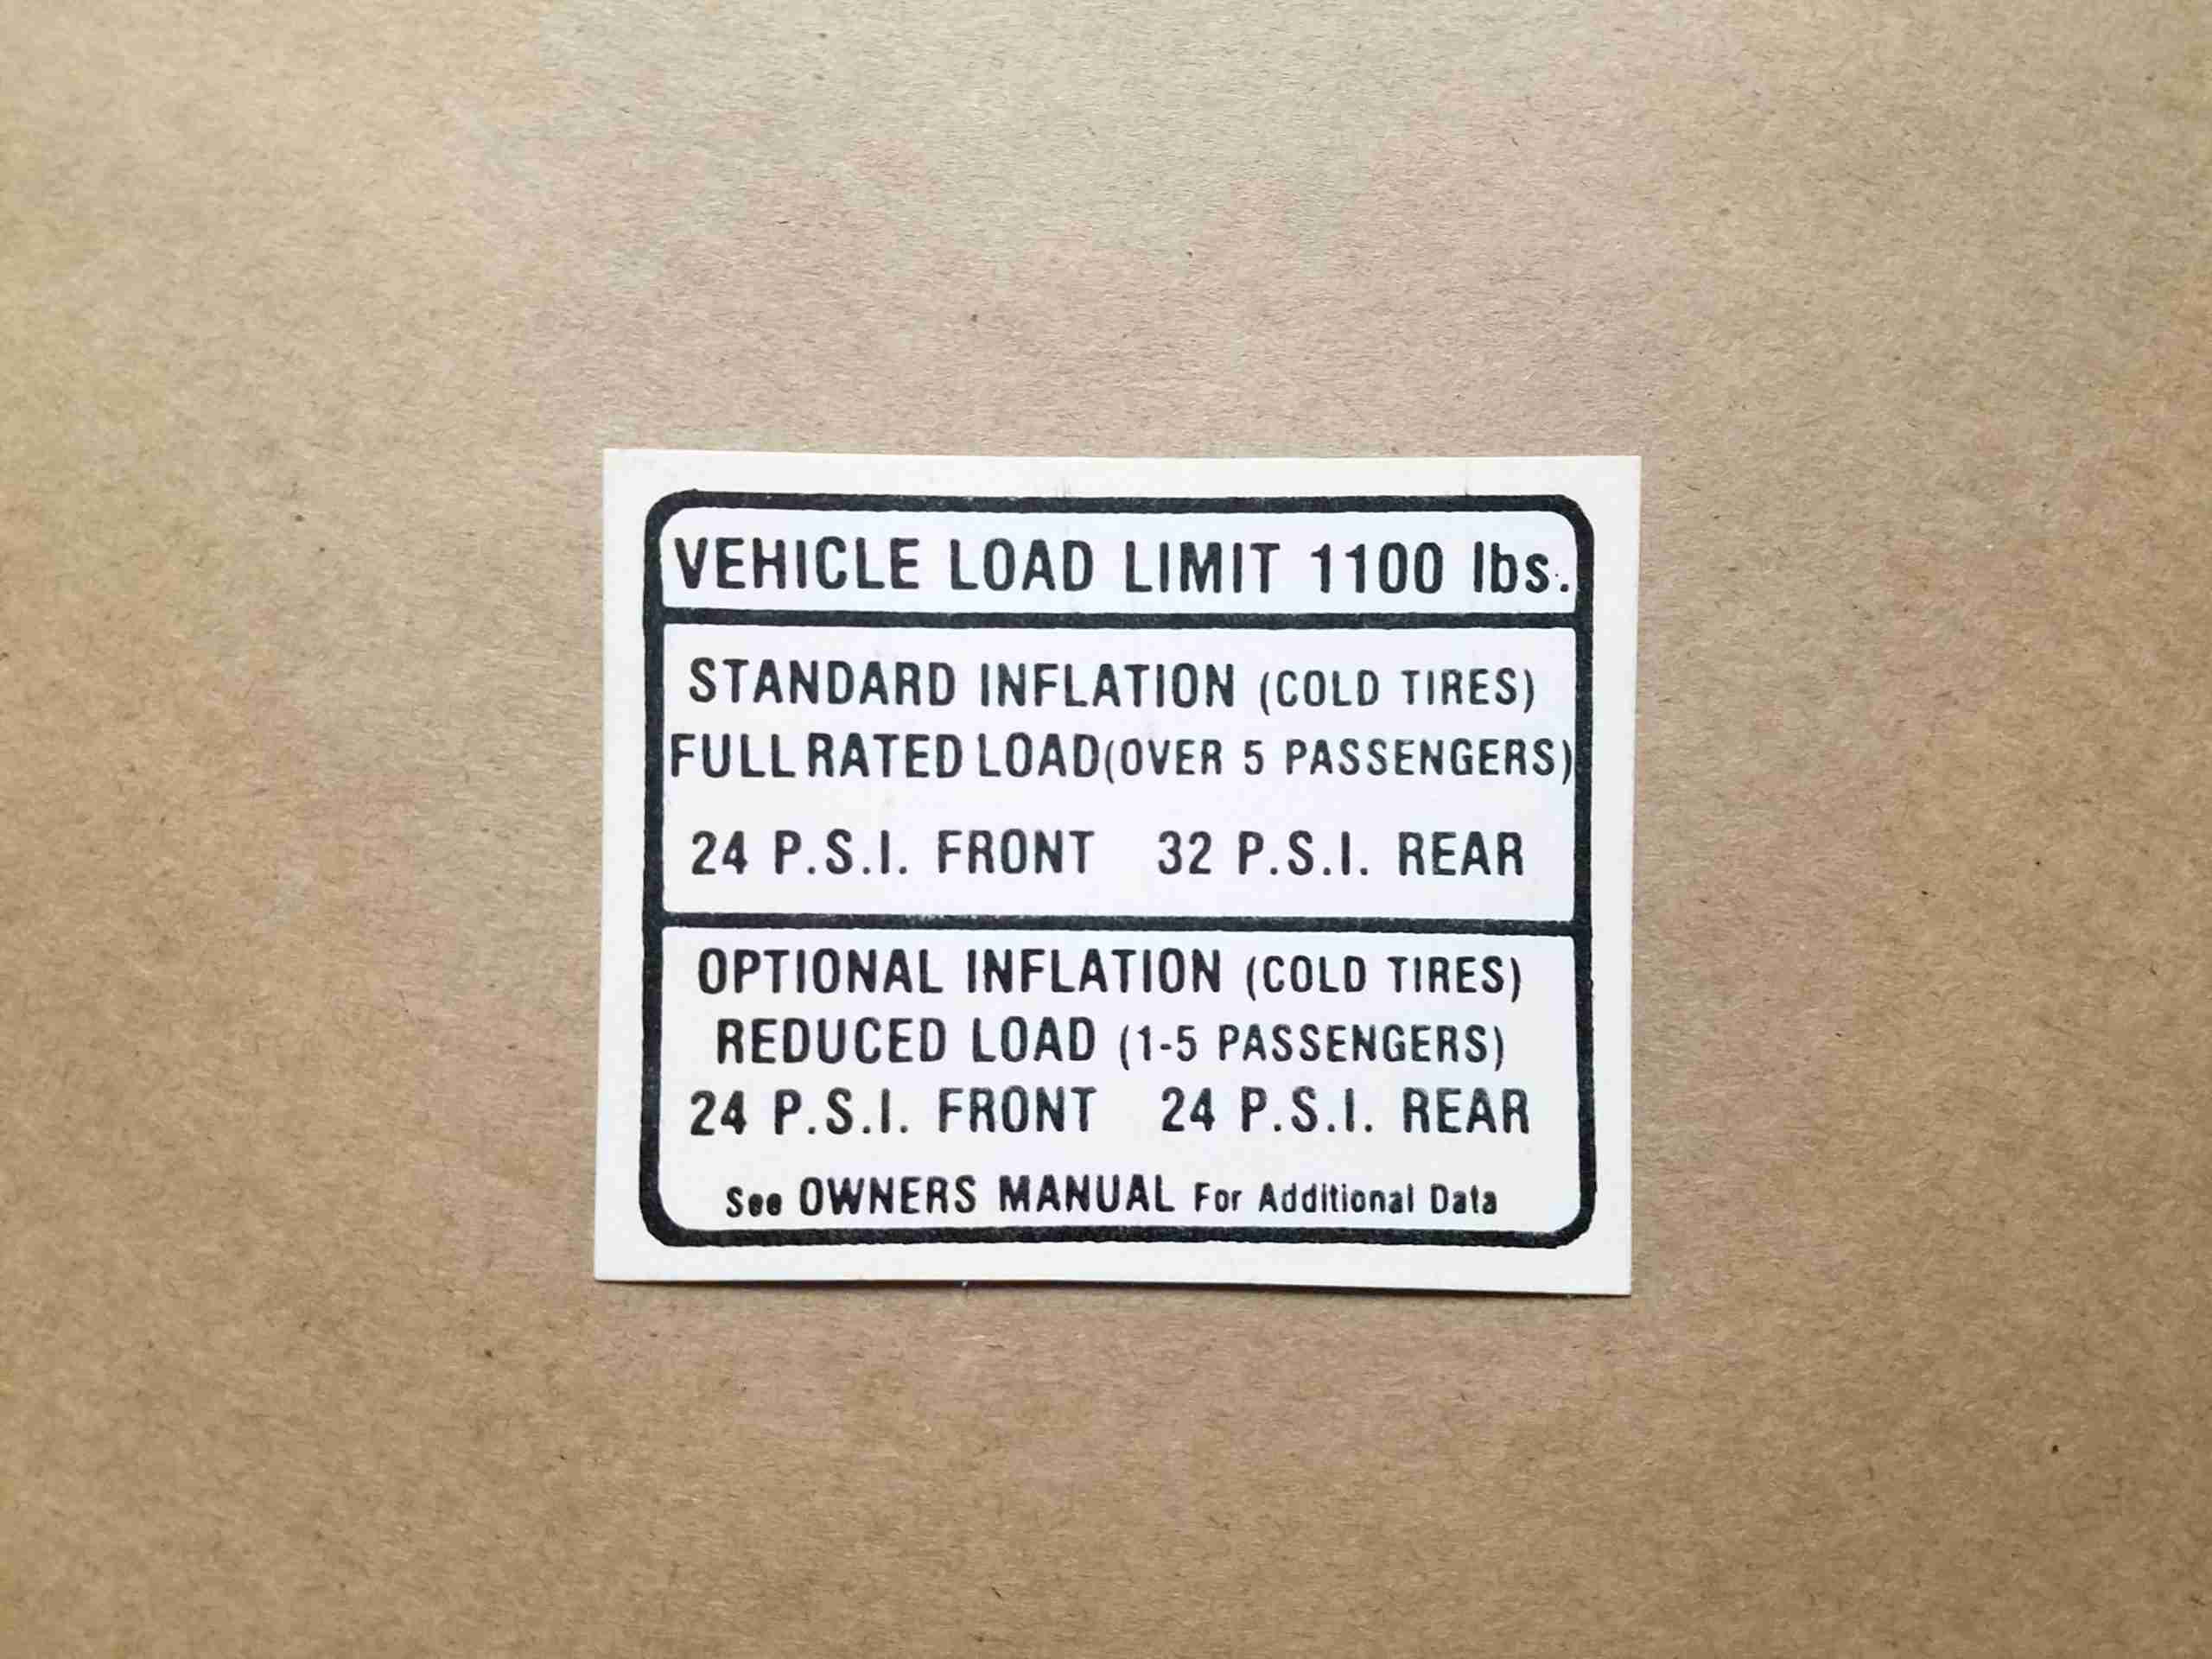 VEHICLE LOAD LIMIT 1100 lbs.
STANDARD INFLATION (COLD TIRES)
FULL RATED LOAD (OVER 5 PASSENGERS)
24 P.S.I. FRONT 32 P.S.I. REAR
OPTIONAL INFLATION (COLD TIRES)
REDUCED LOAD (1-5 PASSENGERS)
24 P.S.I. FRONT 24 P.S.I. REAR
See OWNERS MANUAL For Additional Data